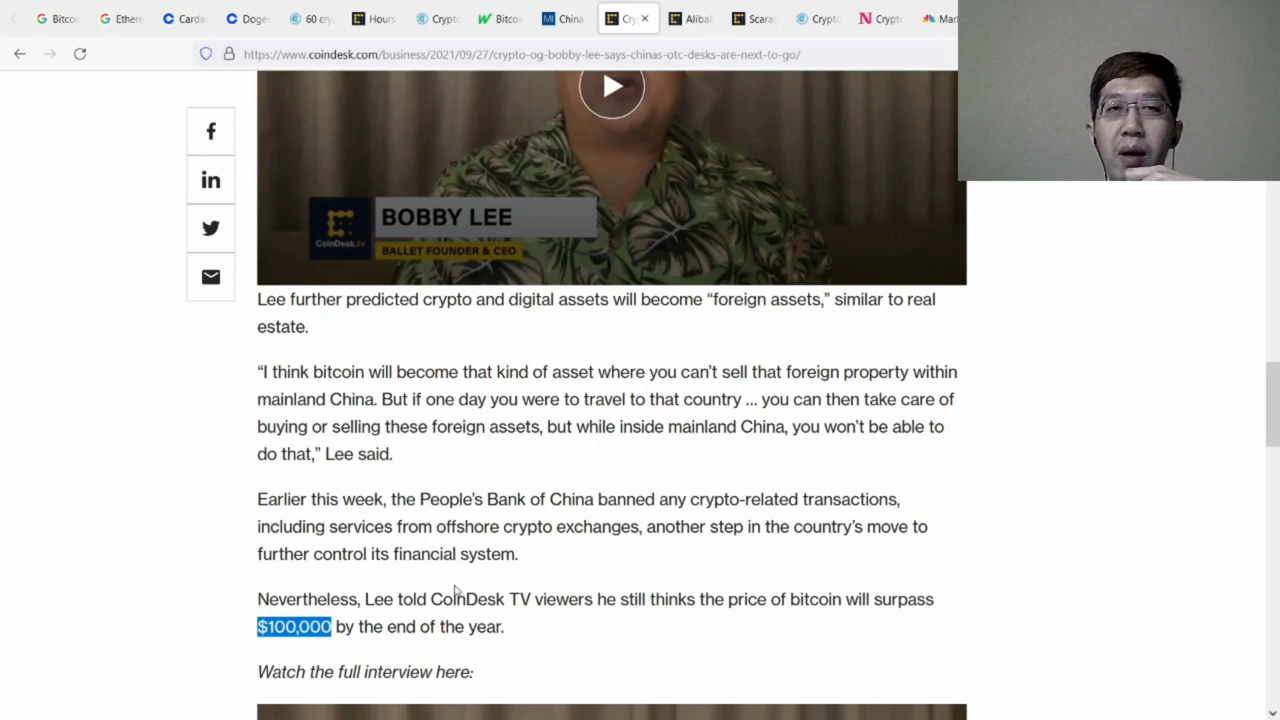 Bitcoi
Ethere
Carda
Doge
60 cry
Hours
Crypto
Bitcoi
China
Cry
Alibab
Scara
Crypto
Crypto
Mar
https://www.coindesk.com/business/2021/09/27/crypto-og-bobby-lee-says-chinas-otc-desks-are-next-to-go/
BOBBY LEE
CoinDesk.tv
BALLET FOUNDER & CEO
Lee further predicted crypto and digital assets will become “foreign assets,” similar to real
estate.
“I think bitcoin will become that kind of asset where you can’t sell that foreign property within
mainland China. But if one day you were to travel to that country ... you can then take care of
buying or selling these foreign assets, but while inside mainland China, you won’t be able to
do that,” Lee said.
Earlier this week, the People’s Bank of China banned any crypto-related transactions,
including services from offshore crypto exchanges, another step in the country’s move to
further control its financial system.
Nevertheless, Lee told CoinDesk TV viewers he still thinks the price of bitcoin will surpass
$100,000 by the end of the year.
Watch the full interview here: